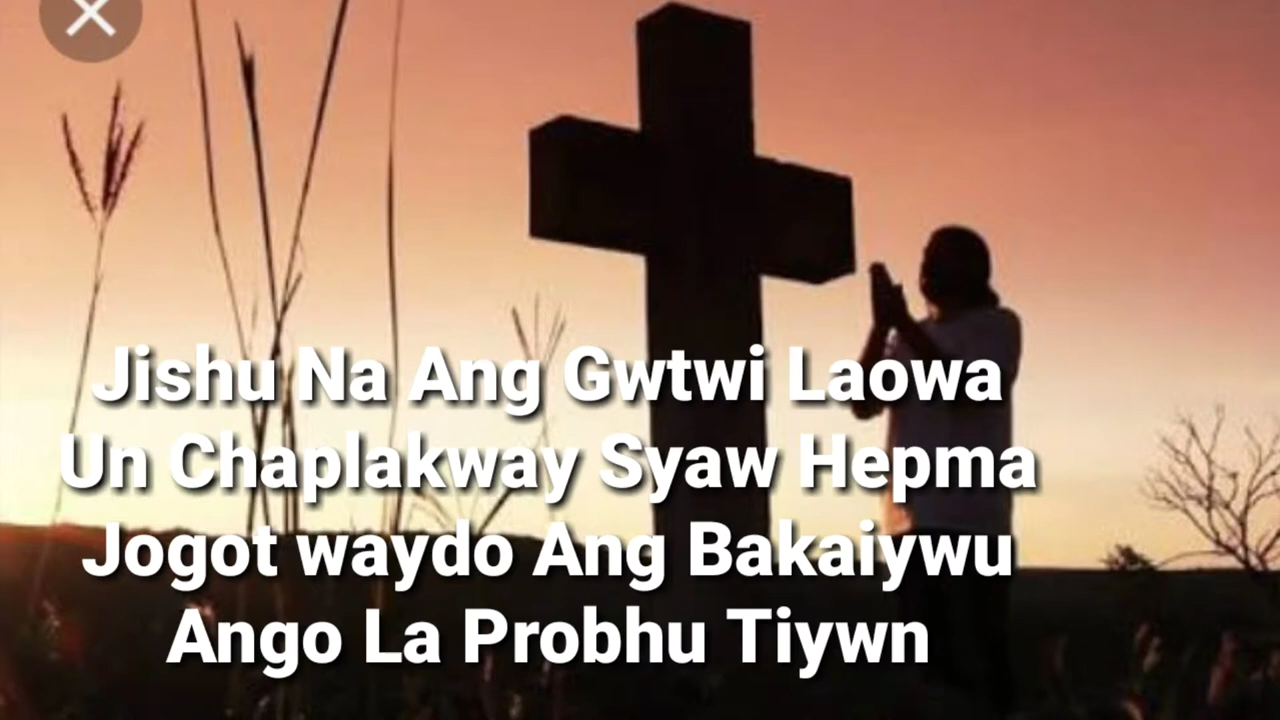 Jishu Na Ang Gwtwi Laowa
Un Chaplakway Syaw Hepma
Jogot waydo Ang Bakaiywu
Ango La Probhu Tiywn